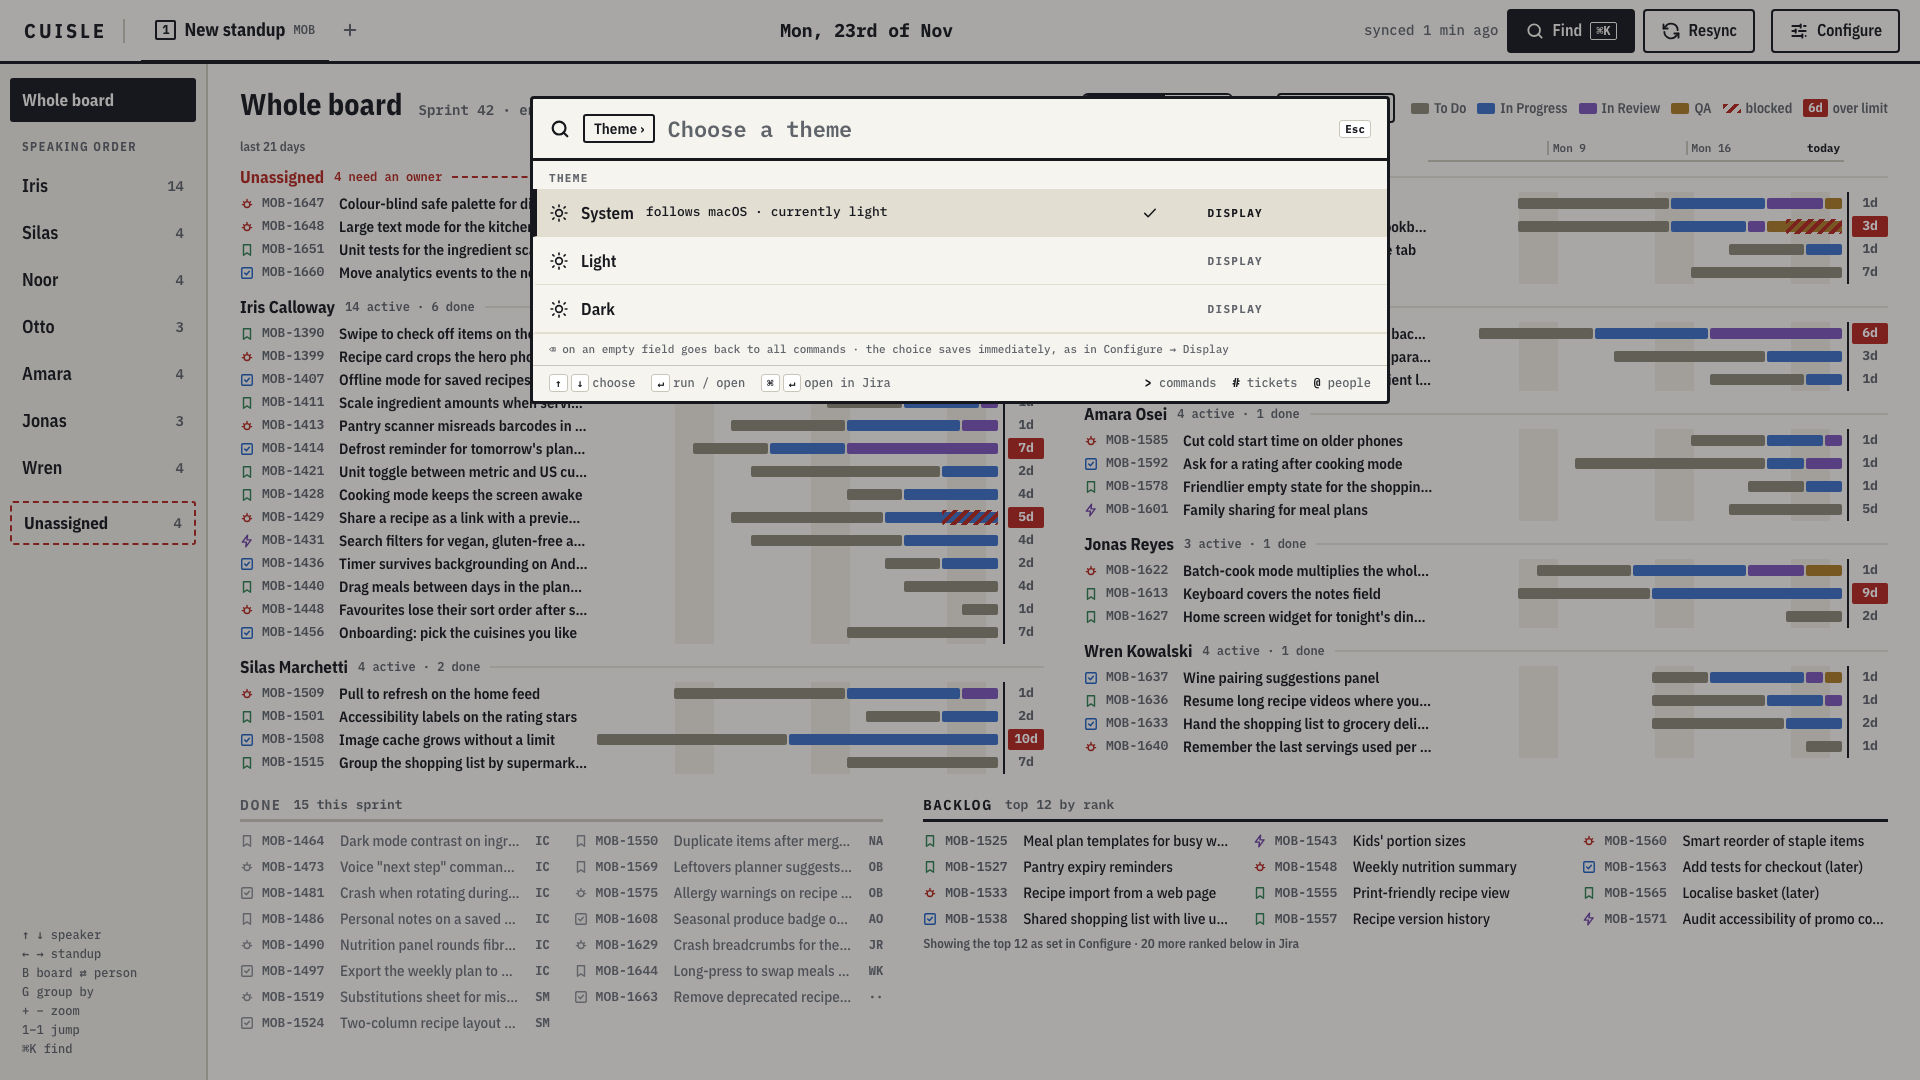 CUISLE
1 New standup MOB
+
Mon, 23rd of Nov
synced 1 min ago
Find ⌘K
Resync
Configure
Whole board
SPEAKING ORDER
Iris 14
Silas 4
Noor 4
Otto 3
Amara 4
Jonas 3
Wren 4
Unassigned 4
↑ ↓ speaker
← → standup
B board ⇄ person
G group by
+ − zoom
1–1 jump
⌘K find
Whole board
Sprint 42 ·
To Do
In Progress
In Review
QA
blocked
6d over limit
last 21 days
Mon 9
Mon 16
today
Theme › Choose a theme
Esc
THEME
System follows macOS · currently light ✓ DISPLAY
Light DISPLAY
Dark DISPLAY
⌫ on an empty field goes back to all commands · the choice saves immediately, as in Configure → Display
↑ ↓ choose
↵ run / open
⌘ ↵ open in Jira
> commands
# tickets
@ people
Unassigned 4 need an owner
MOB-1647 Colour-blind safe palette for
MOB-1648 Large text mode for the
MOB-1651 Unit tests for the ingredient
MOB-1660 Move analytics events to the
Iris Calloway 14 active · 6 done
MOB-1390 Swipe to check off items on
MOB-1399 Recipe card crops the hero
MOB-1407 Offline mode for saved recipes
MOB-1411 Scale ingredient amounts when
MOB-1413 Pantry scanner misreads barcodes in ... 1d
MOB-1414 Defrost reminder for tomorrow's plan... 7d
MOB-1421 Unit toggle between metric and US cu... 2d
MOB-1428 Cooking mode keeps the screen awake 4d
MOB-1429 Share a recipe as a link with a previe... 5d
MOB-1431 Search filters for vegan, gluten-free a... 4d
MOB-1436 Timer survives backgrounding on And... 2d
MOB-1440 Drag meals between days in the plan... 4d
MOB-1448 Favourites lose their sort order after s... 1d
MOB-1456 Onboarding: pick the cuisines you like 7d
Silas Marchetti 4 active · 2 done
MOB-1509 Pull to refresh on the home feed 1d
MOB-1501 Accessibility labels on the rating stars 2d
MOB-1508 Image cache grows without a limit 10d
MOB-1515 Group the shopping list by supermark... 7d
1d
3d
tab 1d
7d
6d
3d
1d
Amara Osei 4 active · 1 done
MOB-1585 Cut cold start time on older phones 1d
MOB-1592 Ask for a rating after cooking mode 1d
MOB-1578 Friendlier empty state for the shoppin... 1d
MOB-1601 Family sharing for meal plans 5d
Jonas Reyes 3 active · 1 done
MOB-1622 Batch-cook mode multiplies the whol... 1d
MOB-1613 Keyboard covers the notes field 9d
MOB-1627 Home screen widget for tonight's din... 2d
Wren Kowalski 4 active · 1 done
MOB-1637 Wine pairing suggestions panel 1d
MOB-1636 Resume long recipe videos where you... 1d
MOB-1633 Hand the shopping list to grocery deli... 2d
MOB-1640 Remember the last servings used per ... 1d
DONE 15 this sprint
MOB-1464 Dark mode contrast on ingr... IC
MOB-1473 Voice "next step" comman... IC
MOB-1481 Crash when rotating during... IC
MOB-1486 Personal notes on a saved ... IC
MOB-1490 Nutrition panel rounds fibr... IC
MOB-1497 Export the weekly plan to ... IC
MOB-1519 Substitutions sheet for mis... SM
MOB-1524 Two-column recipe layout ... SM
MOB-1550 Duplicate items after merg... NA
MOB-1569 Leftovers planner suggests... OB
MOB-1575 Allergy warnings on recipe ... OB
MOB-1608 Seasonal produce badge o... AO
MOB-1629 Crash breadcrumbs for the... JR
MOB-1644 Long-press to swap meals ... WK
MOB-1663 Remove deprecated recipe... ··
BACKLOG top 12 by rank
MOB-1525 Meal plan templates for busy w...
MOB-1527 Pantry expiry reminders
MOB-1533 Recipe import from a web page
MOB-1538 Shared shopping list with live u...
MOB-1543 Kids' portion sizes
MOB-1548 Weekly nutrition summary
MOB-1555 Print-friendly recipe view
MOB-1557 Recipe version history
MOB-1560 Smart reorder of staple items
MOB-1563 Add tests for checkout (later)
MOB-1565 Localise basket (later)
MOB-1571 Audit accessibility of promo co...
Showing the top 12 as set in Configure · 20 more ranked below in Jira